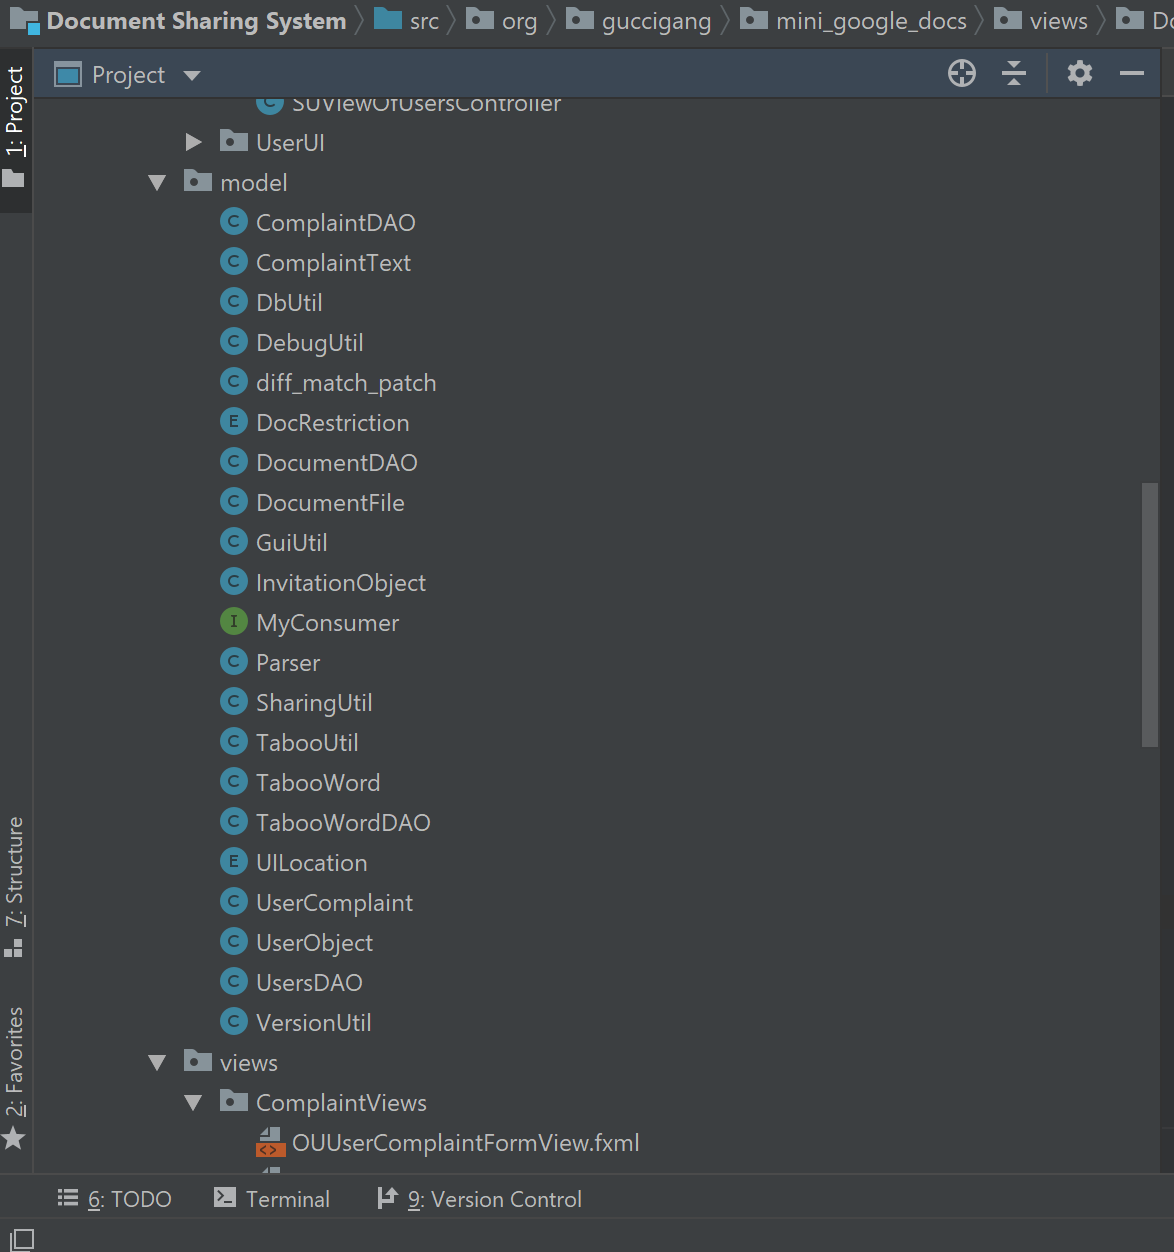 Document Sharing System src org guccigang mini_google_docs views
Project
1: Project
SUViewOfUsersController
UserUI
model
C ComplaintDAO
C ComplaintText
C DbUtil
C DebugUtil
C diff_match_patch
E DocRestriction
C DocumentDAO
C DocumentFile
C GuiUtil
C InvitationObject
I MyConsumer
C Parser
C SharingUtil
C TabooUtil
C TabooWord
C TabooWordDAO
E UILocation
C UserComplaint
C UserObject
C UsersDAO
C VersionUtil
views
ComplaintViews
OUUserComplaintFormView.fxml
7: Structure
2: Favorites
6: TODO Terminal 9: Version Control